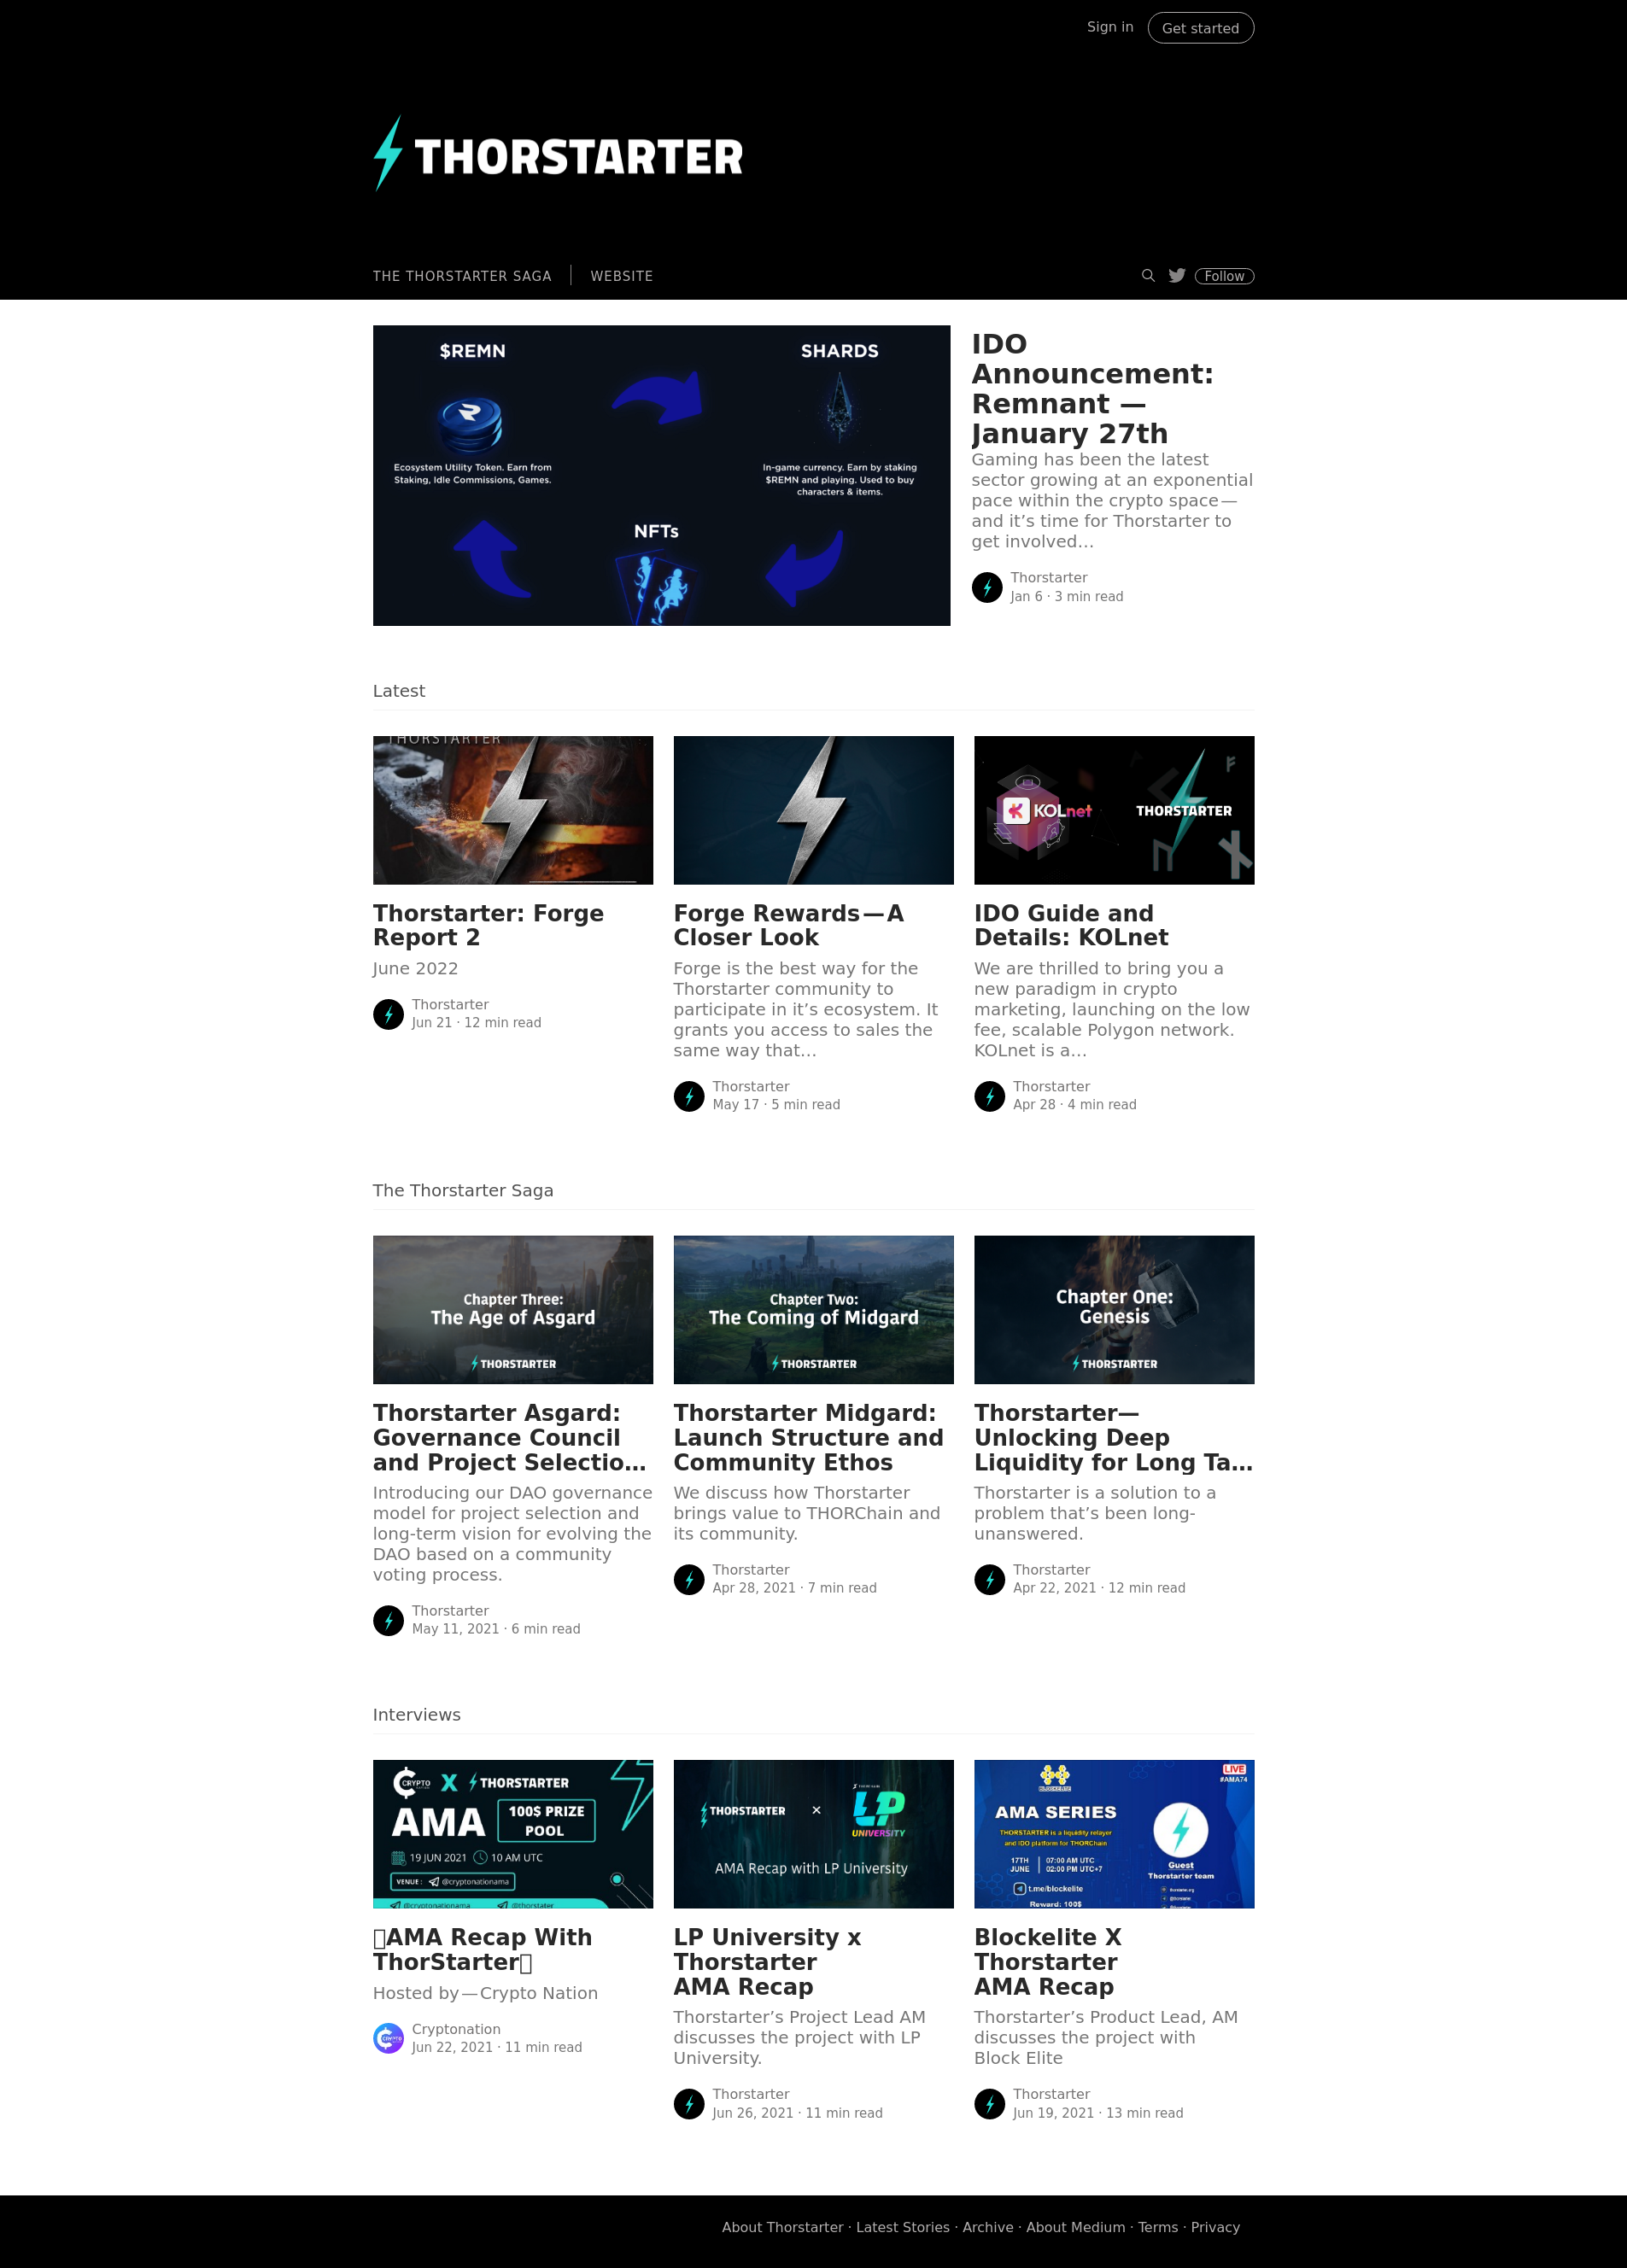 Sign in
Get started
THORSTARTER
THE THORSTARTER SAGA
WEBSITE
Follow
$REMN
SHARDS
Ecosystem Utility Token. Earn from
Staking, Idle Commissions, Games.
In-game currency. Earn by staking
$REMN and playing. Used to buy
characters & items.
NFTs
IDO
Announcement:
Remnant —
January 27th
Gaming has been the latest
sector growing at an exponential
pace within the crypto space—
and it’s time for Thorstarter to
get involved…
Thorstarter
Jan 6 · 3 min read
Latest
THORSTARTER
Thorstarter: Forge
Report 2
June 2022
Thorstarter
Jun 21 · 12 min read
Forge Rewards — A
Closer Look
Forge is the best way for the
Thorstarter community to
participate in it’s ecosystem. It
grants you access to sales the
same way that…
Thorstarter
May 17 · 5 min read
KOLnet
THORSTARTER
IDO Guide and
Details: KOLnet
We are thrilled to bring you a
new paradigm in crypto
marketing, launching on the low
fee, scalable Polygon network.
KOLnet is a…
Thorstarter
Apr 28 · 4 min read
The Thorstarter Saga
Chapter Three:
The Age of Asgard
THORSTARTER
Thorstarter Asgard:
Governance Council
and Project Selectio…
Introducing our DAO governance
model for project selection and
long-term vision for evolving the
DAO based on a community
voting process.
Thorstarter
May 11, 2021 · 6 min read
Chapter Two:
The Coming of Midgard
THORSTARTER
Thorstarter Midgard:
Launch Structure and
Community Ethos
We discuss how Thorstarter
brings value to THORChain and
its community.
Thorstarter
Apr 28, 2021 · 7 min read
Chapter One:
Genesis
THORSTARTER
Thorstarter—
Unlocking Deep
Liquidity for Long Ta…
Thorstarter is a solution to a
problem that’s been long-
unanswered.
Thorstarter
Apr 22, 2021 · 12 min read
Interviews
CRYPTO X THORSTARTER
AMA
100$ PRIZE
POOL
19 JUN 2021 10 AM UTC
VENUE : @cryptonationama
@cryptonationama @thorstater
AMA Recap With
ThorStarter
Hosted by — Crypto Nation
Cryptonation
Jun 22, 2021 · 11 min read
THORSTARTER × LP
UNIVERSITY
AMA Recap with LP University
LP University x
Thorstarter
AMA Recap
Thorstarter’s Project Lead AM
discusses the project with LP
University.
Thorstarter
Jun 26, 2021 · 11 min read
LIVE
#AMA74
BLOCKELITE
AMA SERIES
THORSTARTER is a liquidity relayer
and IDO platform for THORChain
17TH
JUNE
07:00 AM UTC
02:00 PM UTC+7
t.me/blockelite
Reward: 100$
Guest
Thorstarter team
Blockelite X
Thorstarter
AMA Recap
Thorstarter’s Product Lead, AM
discusses the project with
Block Elite
Thorstarter
Jun 19, 2021 · 13 min read
About Thorstarter · Latest Stories · Archive · About Medium · Terms · Privacy